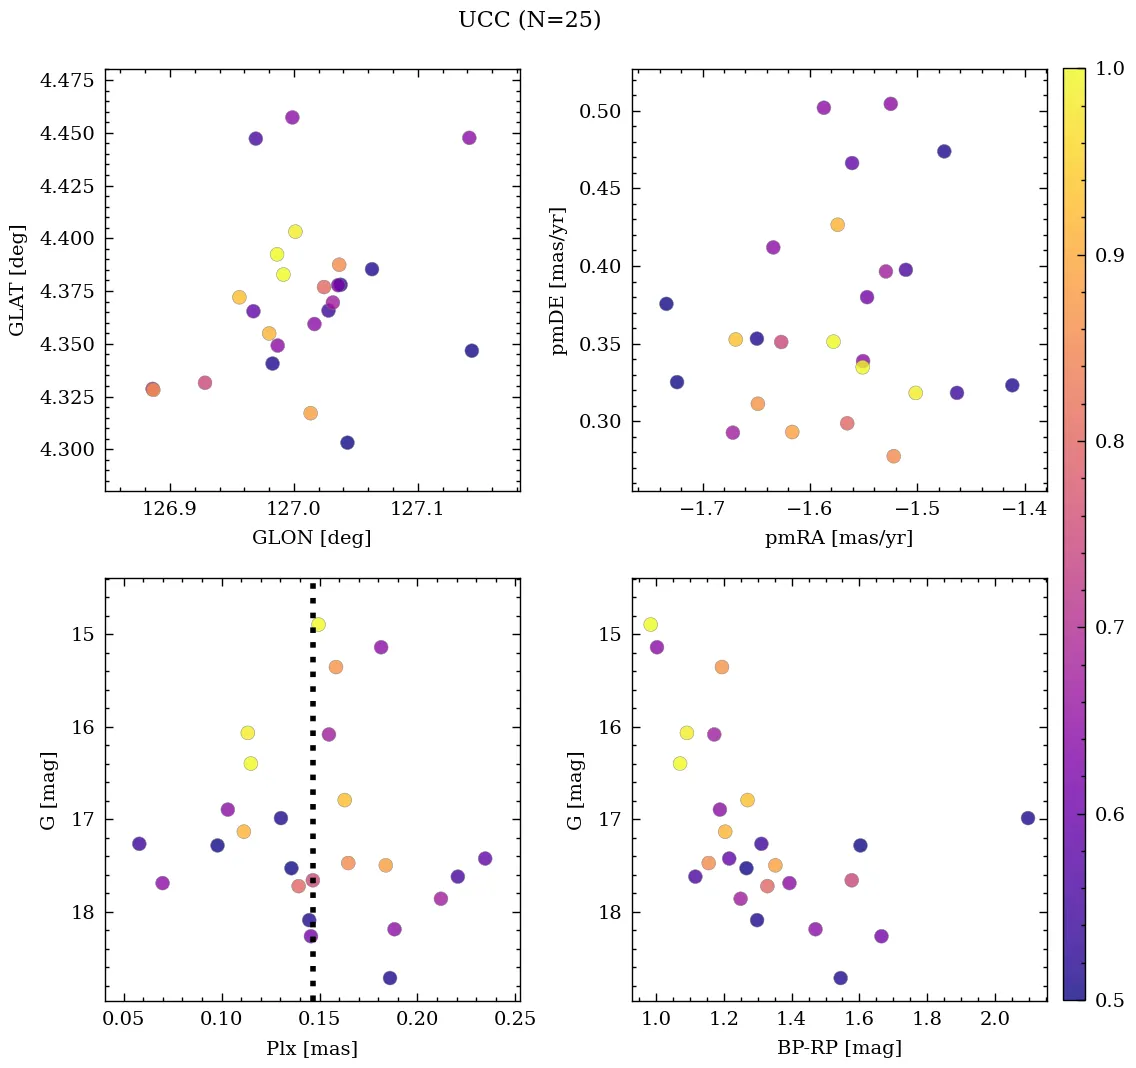 UCC (N=25)
4.475
4.450
4.425
4.400
4.375
4.350
4.325
4.300
GLAT [deg]
126.9 127.0 127.1
GLON [deg]
0.50
0.45
0.40
0.35
0.30
pmDE [mas/yr]
−1.7 −1.6 −1.5 −1.4
pmRA [mas/yr]
1.0
0.9
0.8
0.7
0.6
0.5
15
16
17
18
G [mag]
0.05 0.10 0.15 0.20 0.25
Plx [mas]
15
16
17
18
G [mag]
1.0 1.2 1.4 1.6 1.8 2.0
BP-RP [mag]